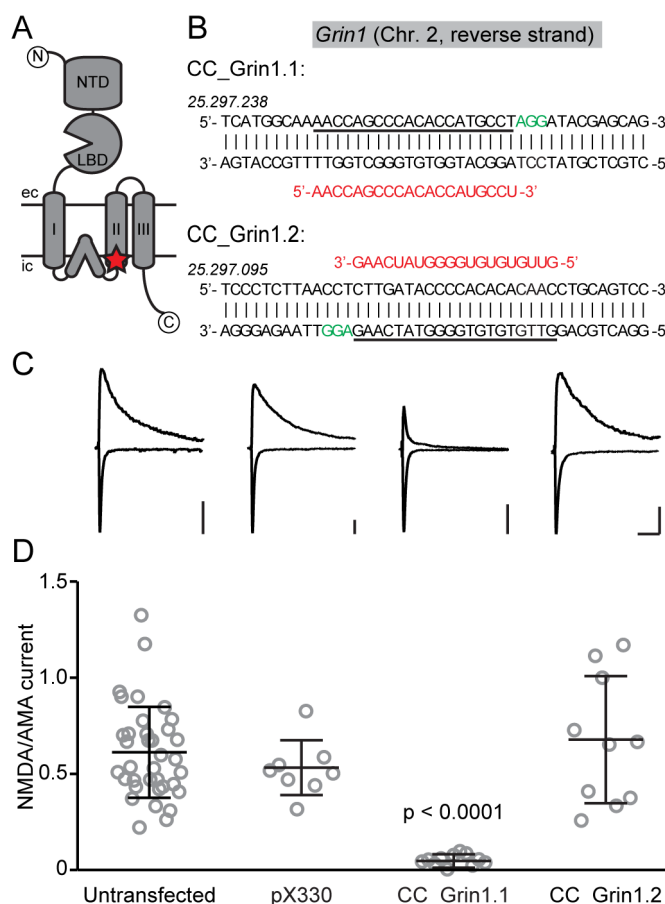 A
N
NTD
LBD
ec
I
II
III
ic
C
B
Grin1 (Chr. 2, reverse strand)
CC_Grin1.1:
25.297.238
5'- TCATGGCAAAACCAGCCCACACCATGCCTAGGATACGAGCAG -3
3'- AGTACCGTTTTGGTCGGGTGTGGTACGGATCCTATGCTCGTC -5
5'-AACCAGCCCACACCAUGCCU-3'
CC_Grin1.2:
3'-GAACUAUGGGGUGUGUGUUG-5'
25.297.095
5'- TCCCTCTTAACCTCTTGATACCCCACACACAACCTGCAGTCC -3
3'- AGGGAGAATTGGAGAACTATGGGGTGTGTGTTGGACGTCAGG -5
C
D
NMDA/AMA current
1.5
1.0
0.5
0
p < 0.0001
Untransfected pX330 CC_Grin1.1 CC_Grin1.2